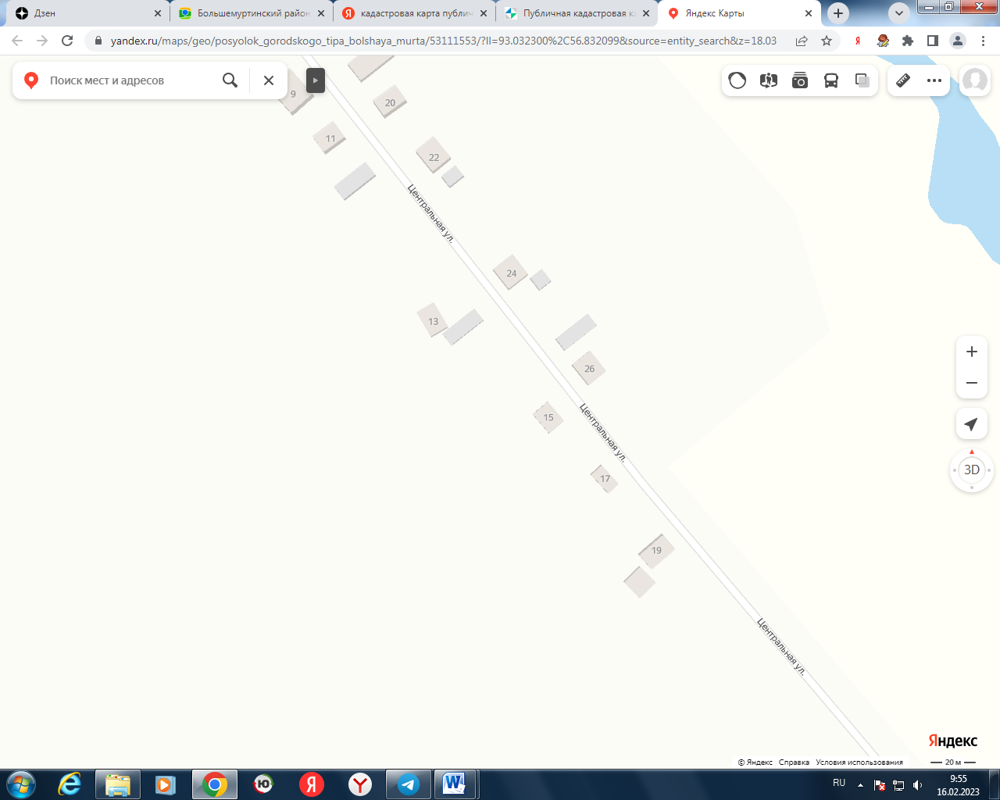 Дзен
Большемуртинский район
кадастровая карта публич
Публичная кадастровая ка
Яндекс Карты
yandex.ru/maps/geo/posyolok_gorodskogo_tipa_bolshaya_murta/53111553/?ll=93.032300%2C56.832099&source=entity_search&z=18.03
Поиск мест и адресов
9
20
11
22
Центральная ул.
24
13
26
15
Центральная ул.
17
3D
19
Центральная ул.
Яндекс
© Яндекс Справка Условия использования
20 м
RU
9:55
16.02.2023